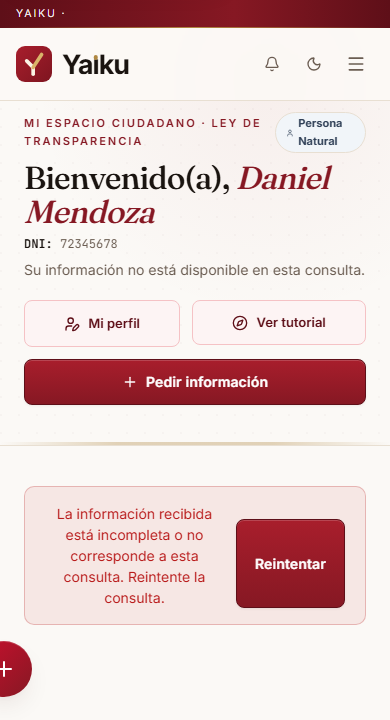 YAIKU ·
Yaiku
MI ESPACIO CIUDADANO · LEY DE
TRANSPARENCIA
Persona
Natural
Bienvenido(a), Daniel
Mendoza
DNI: 72345678
Su información no está disponible en esta consulta.
Mi perfil
Ver tutorial
Pedir información
La información recibida
está incompleta o no
corresponde a esta
consulta. Reintente la
consulta.
Reintentar